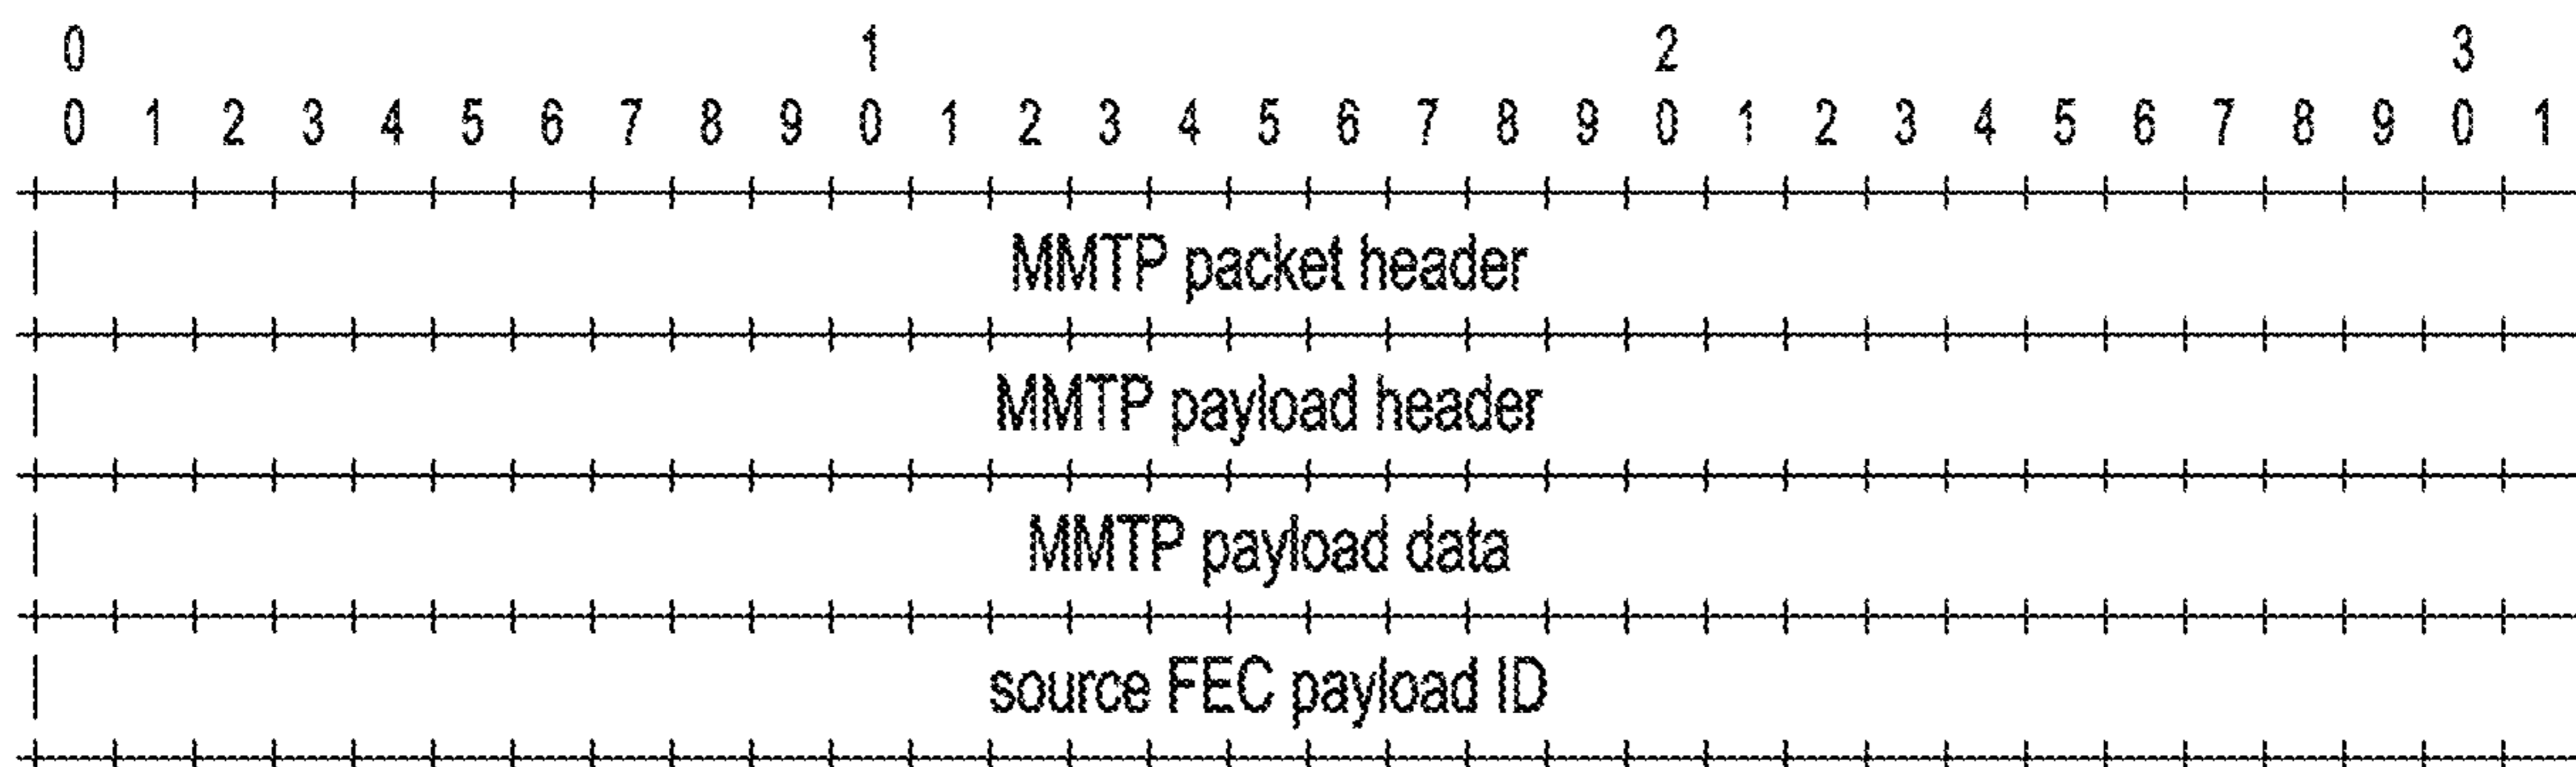 0 1 2 3
0 1 2 3 4 5 6 7 8 9 0 1 2 3 4 5 6 7 8 9 0 1 2 3 4 5 6 7 8 9 0 1
MMTP packet header
MMTP payload header
MMTP payload data
source FEC payload ID